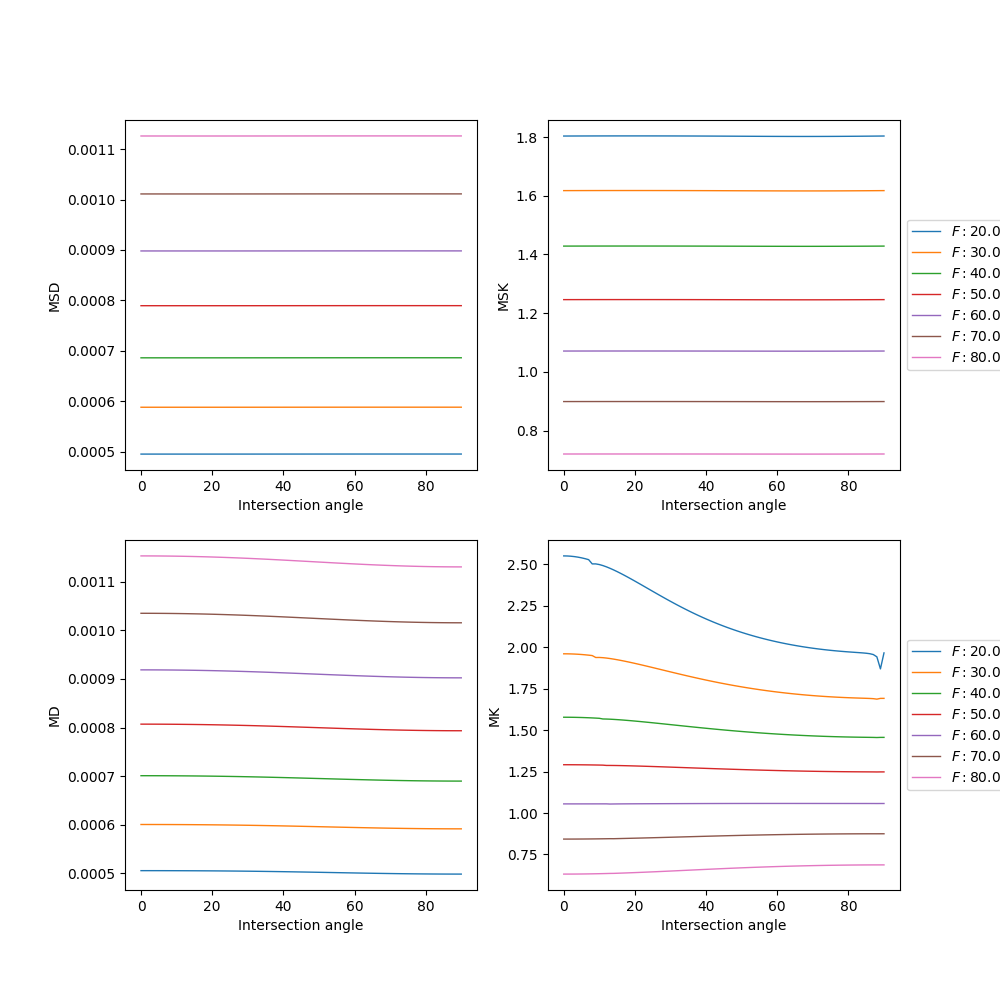 0.0011
0.0010
0.0009
0.0008
0.0007
0.0006
0.0005
MSD
0 20 40 60 80
Intersection angle
1.8
1.6
1.4
1.2
1.0
0.8
MSK
0 20 40 60 80
Intersection angle
F: 20.0
F: 30.0
F: 40.0
F: 50.0
F: 60.0
F: 70.0
F: 80.0
0.0011
0.0010
0.0009
0.0008
0.0007
0.0006
0.0005
MD
0 20 40 60 80
Intersection angle
2.50
2.25
2.00
1.75
1.50
1.25
1.00
0.75
MK
0 20 40 60 80
Intersection angle
F: 20.0
F: 30.0
F: 40.0
F: 50.0
F: 60.0
F: 70.0
F: 80.0